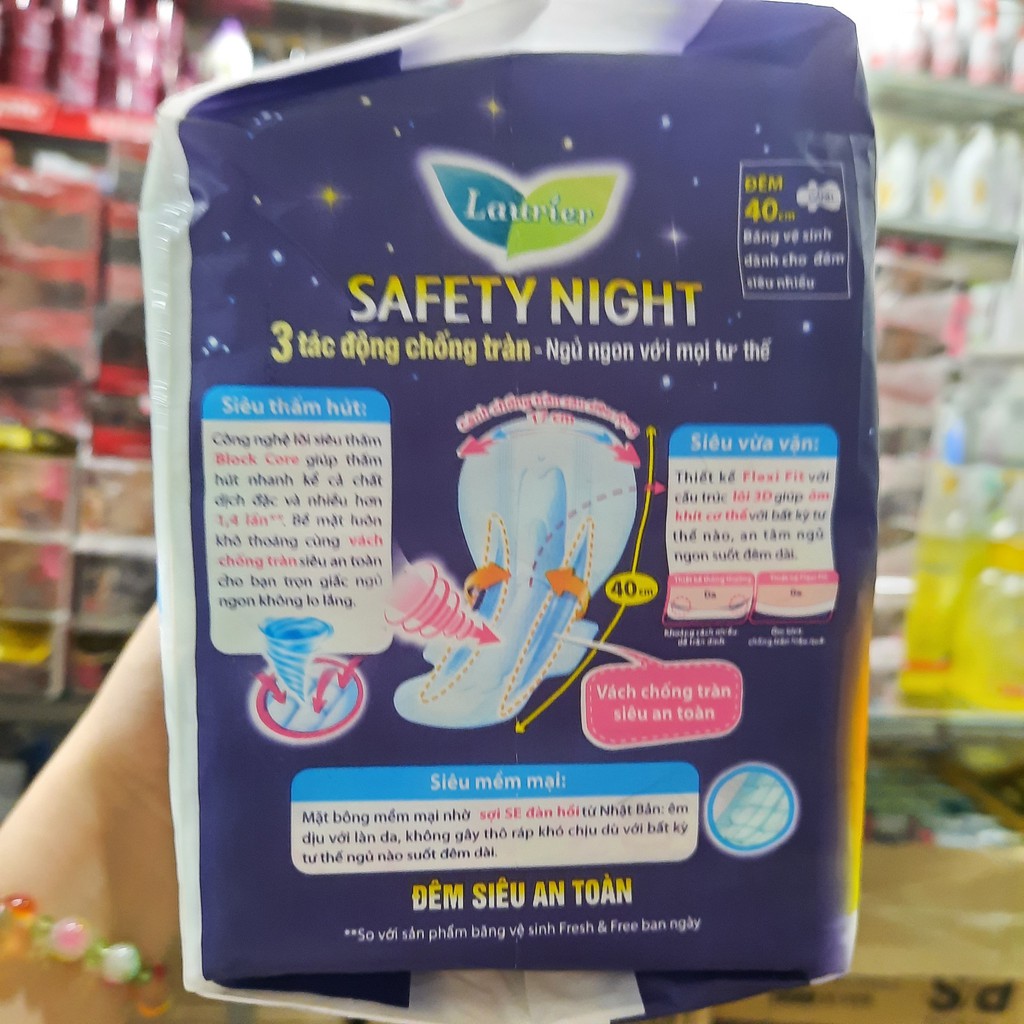 Laurier
ĐÊM
40cm
Băng vệ sinh
dành cho đêm
siêu nhiều
SAFETY NIGHT
3 tác động chống tràn - Ngủ ngon với mọi tư thế
Siêu thấm hút:
Công nghệ lõi siêu thấm
Block Core giúp thấm
hút nhanh kể cả chất
dịch đặc và nhiều hơn
1,4 lần**. Bề mặt luôn
khô thoáng cùng vách
chống tràn siêu an toàn
cho bạn trọn giấc ngủ
ngon không lo lắng.
17 cm
Siêu vừa vặn:
Thiết kế Flexi Fit với
cấu trúc lõi 3D giúp ôm
khít cơ thể với bất kỳ tư
thế nào, an tâm ngủ
ngon suốt đêm dài.
Da
Da
40cm
Vách chống tràn
siêu an toàn
Siêu mềm mại:
Mặt bông mềm mại nhờ sợi SE đàn hồi từ Nhật Bản: êm
dịu với làn da, không gây thô ráp khó chịu dù với bất kỳ
tư thế ngủ nào suốt đêm dài.
ĐÊM SIÊU AN TOÀN
**So với sản phẩm băng vệ sinh Fresh & Free ban ngày